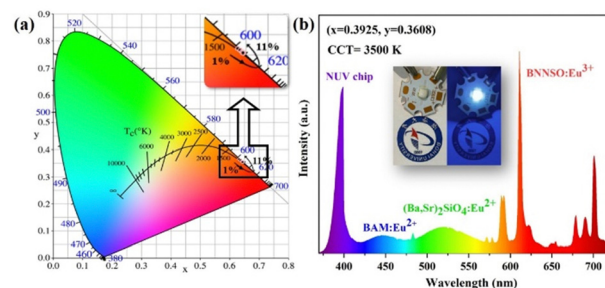 (a)
0.9
0.8
0.7
0.6
0.5
0.4
0.3
0.2
0.1
0.0
y
0.0 0.1 0.2 0.3 0.4 0.5 0.6 0.7 0.8
x
520
540
560
580
600
620
700
500
490
480
470
460
380
Tc(°K)
10000
6000
4000
3000
2500
2000
1500
∞
1%
11%
1500
600
620
1%
11%
(b)
(x=0.3925, y=0.3608)
CCT= 3500 K
NUV chip
BNNSO:Eu3+
(Ba,Sr)2SiO4:Eu2+
BAM:Eu2+
Intensity (a.u.)
400 450 500 550 600 650 700
Wavelength (nm)